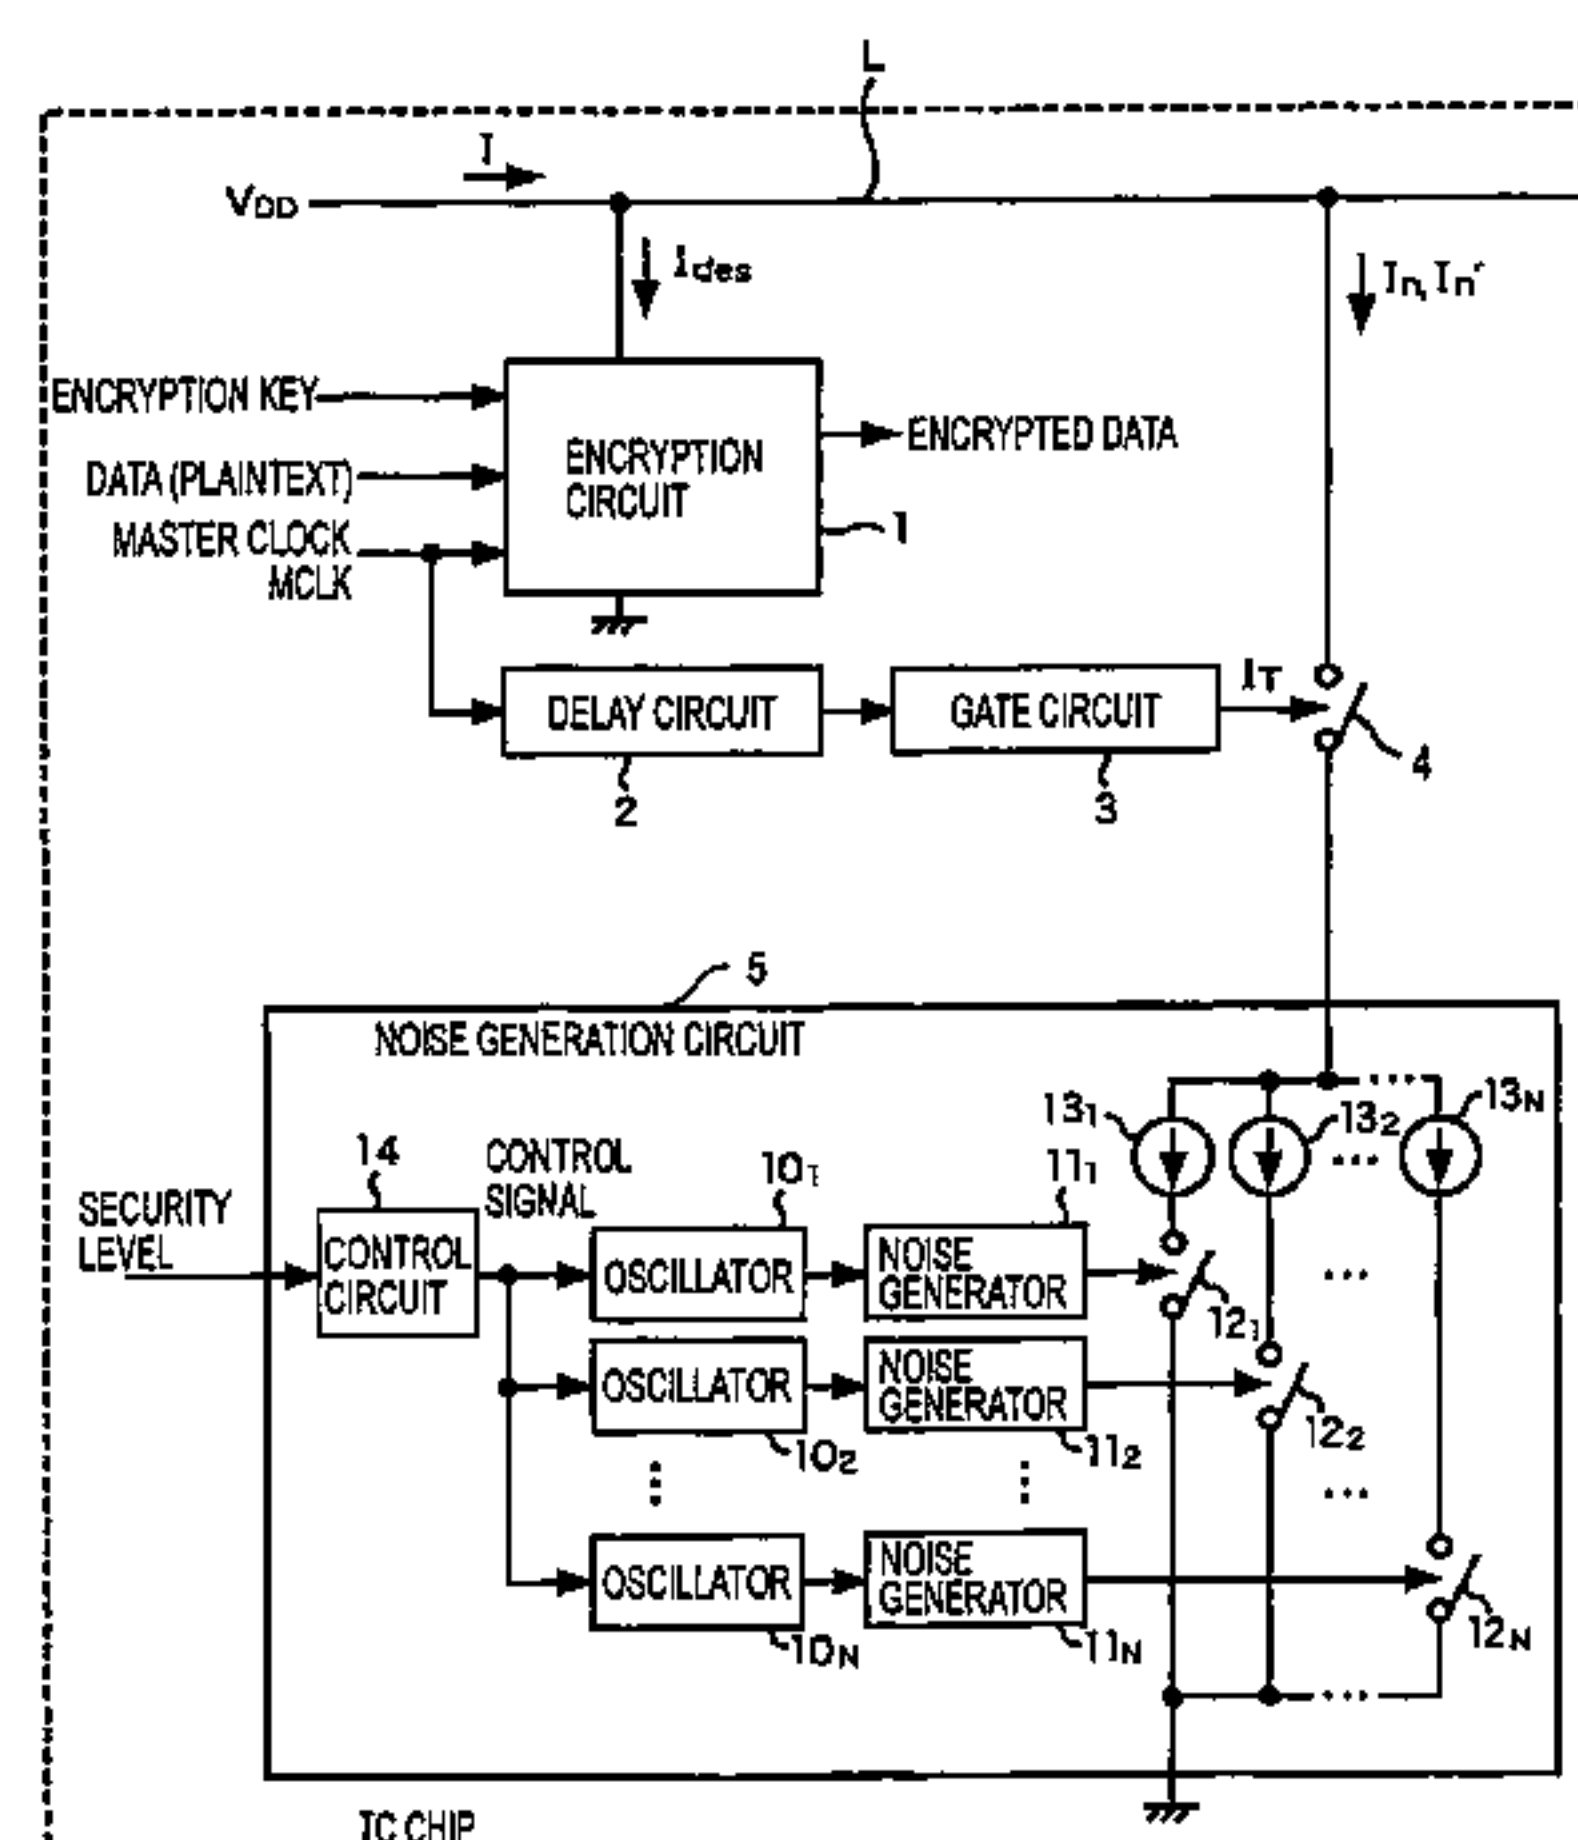 L
I
VDD
Ides
In, In'
ENCRYPTION KEY
ENCRYPTION
CIRCUIT
ENCRYPTED DATA
DATA (PLAINTEXT)
1
MASTER CLOCK
MCLK
DELAY CIRCUIT
GATE CIRCUIT
IT
4
2
3
5
NOISE GENERATION CIRCUIT
131
132
13N
...
14
CONTROL
SIGNAL
101
111
SECURITY
LEVEL
CONTROL
CIRCUIT
OSCILLATOR
NOISE
GENERATOR
121
...
OSCILLATOR
NOISE
GENERATOR
122
102
112
...
OSCILLATOR
NOISE
GENERATOR
12N
10N
11N
...
IC CHIP